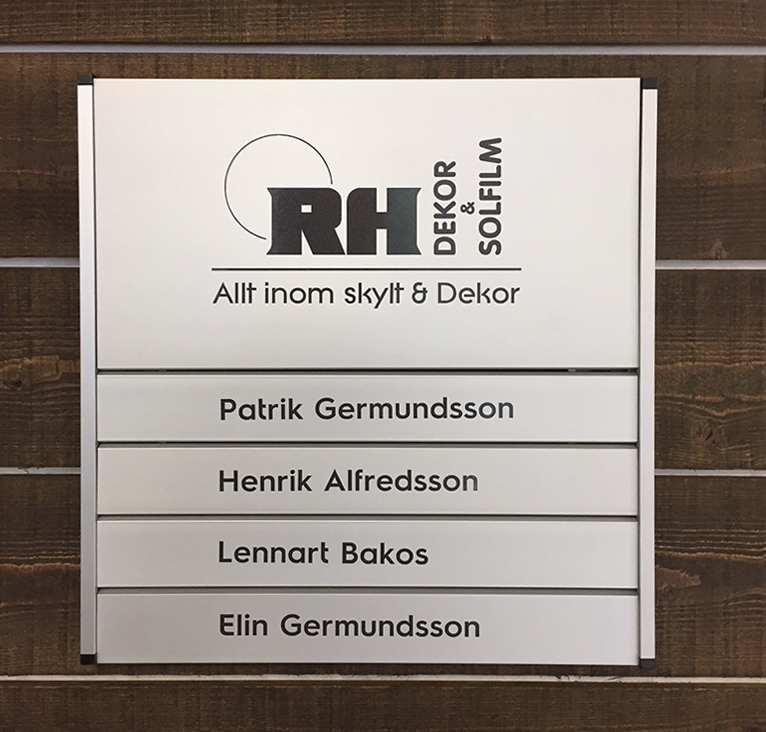 RH
DEKOR
&
SOLFILM
Allt inom skylt & Dekor
Patrik Germundsson
Henrik Alfredsson
Lennart Bakos
Elin Germundsson